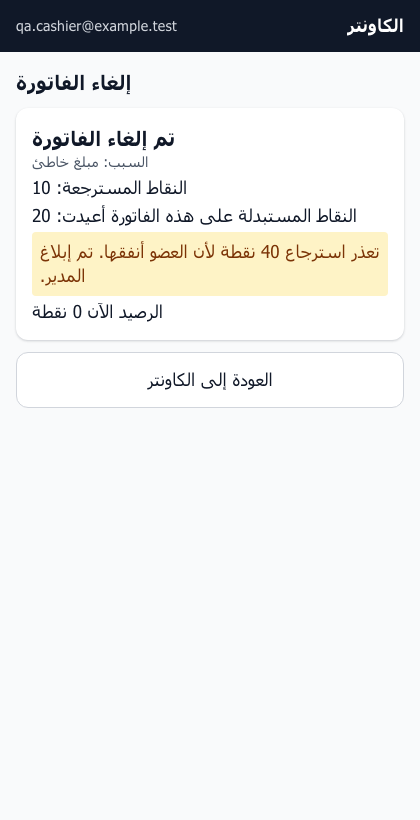 الكاونتر
qa.cashier@example.test
إلغاء الفاتورة
تم إلغاء الفاتورة
السبب: مبلغ خاطئ
النقاط المسترجعة: 10
النقاط المستبدلة على هذه الفاتورة أعيدت: 20
تعذر استرجاع 40 نقطة لأن العضو أنفقها. تم إبلاغ
المدير.
الرصيد الآن 0 نقطة
العودة إلى الكاونتر